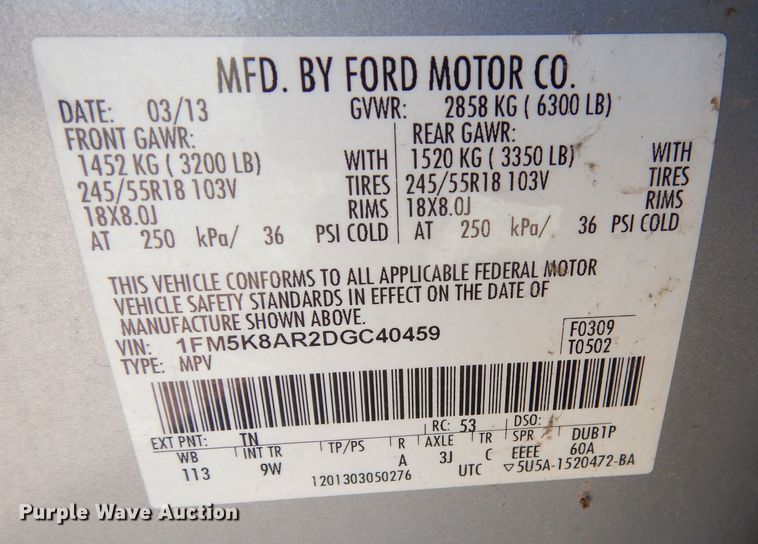 MFD. BY FORD MOTOR CO.
DATE: 03/13 GVWR: 2858 KG ( 6300 LB)
FRONT GAWR: REAR GAWR:
1452 KG ( 3200 LB) WITH 1520 KG ( 3350 LB) WITH
245/55R18 103V TIRES 245/55R18 103V TIRES
18X8.0J RIMS 18X8.0J RIMS
AT 250 kPa/ 36 PSI COLD AT 250 kPa/ 36 PSI COLD
THIS VEHICLE CONFORMS TO ALL APPLICABLE FEDERAL MOTOR
VEHICLE SAFETY STANDARDS IN EFFECT ON THE DATE OF
MANUFACTURE SHOWN ABOVE.
VIN: 1FM5K8AR2DGC40459 F0309
TYPE: MPV T0502
EXT PNT: TN RC: 53 DSO:
WB INT TR TP/PS R AXLE TR SPR DUB1P
113 9W A 3J C EEEE 60A
1201303050276 UTC ▽5U5A-1520472-BA
Purple Wave Auction